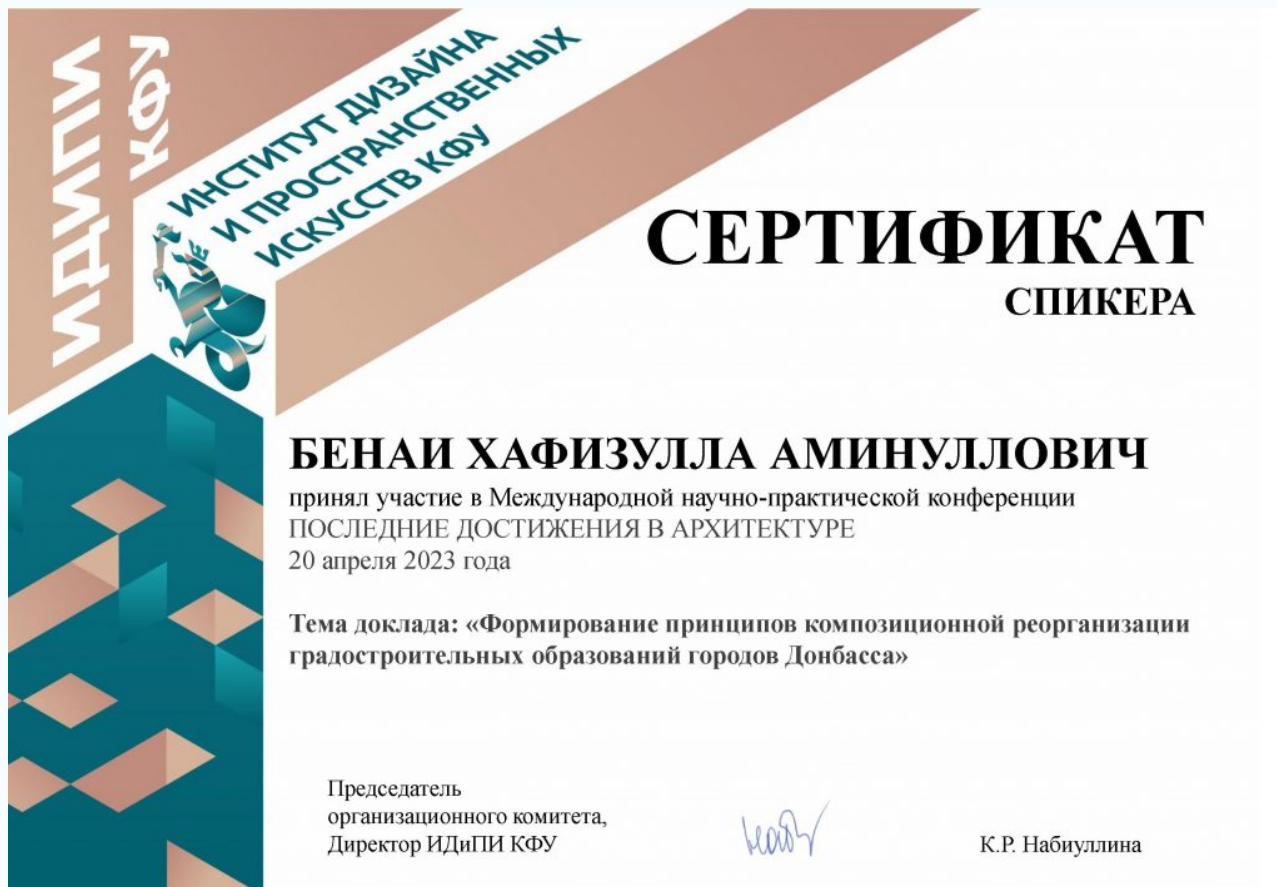 ИДИПИ
КФУ
ИНСТИТУТ ДИЗАЙНА
И ПРОСТРАНСТВЕННЫХ
ИСКУССТВ КФУ
СЕРТИФИКАТ
СПИКЕРА
БЕНАИ ХАФИЗУЛЛА АМИНУЛЛОВИЧ
принял участие в Международной научно-практической конференции
ПОСЛЕДНИЕ ДОСТИЖЕНИЯ В АРХИТЕКТУРЕ
20 апреля 2023 года
Тема доклада: «Формирование принципов композиционной реорганизации
градостроительных образований городов Донбасса»
Председатель
организационного комитета,
Директор ИДиПИ КФУ
К.Р. Набиуллина